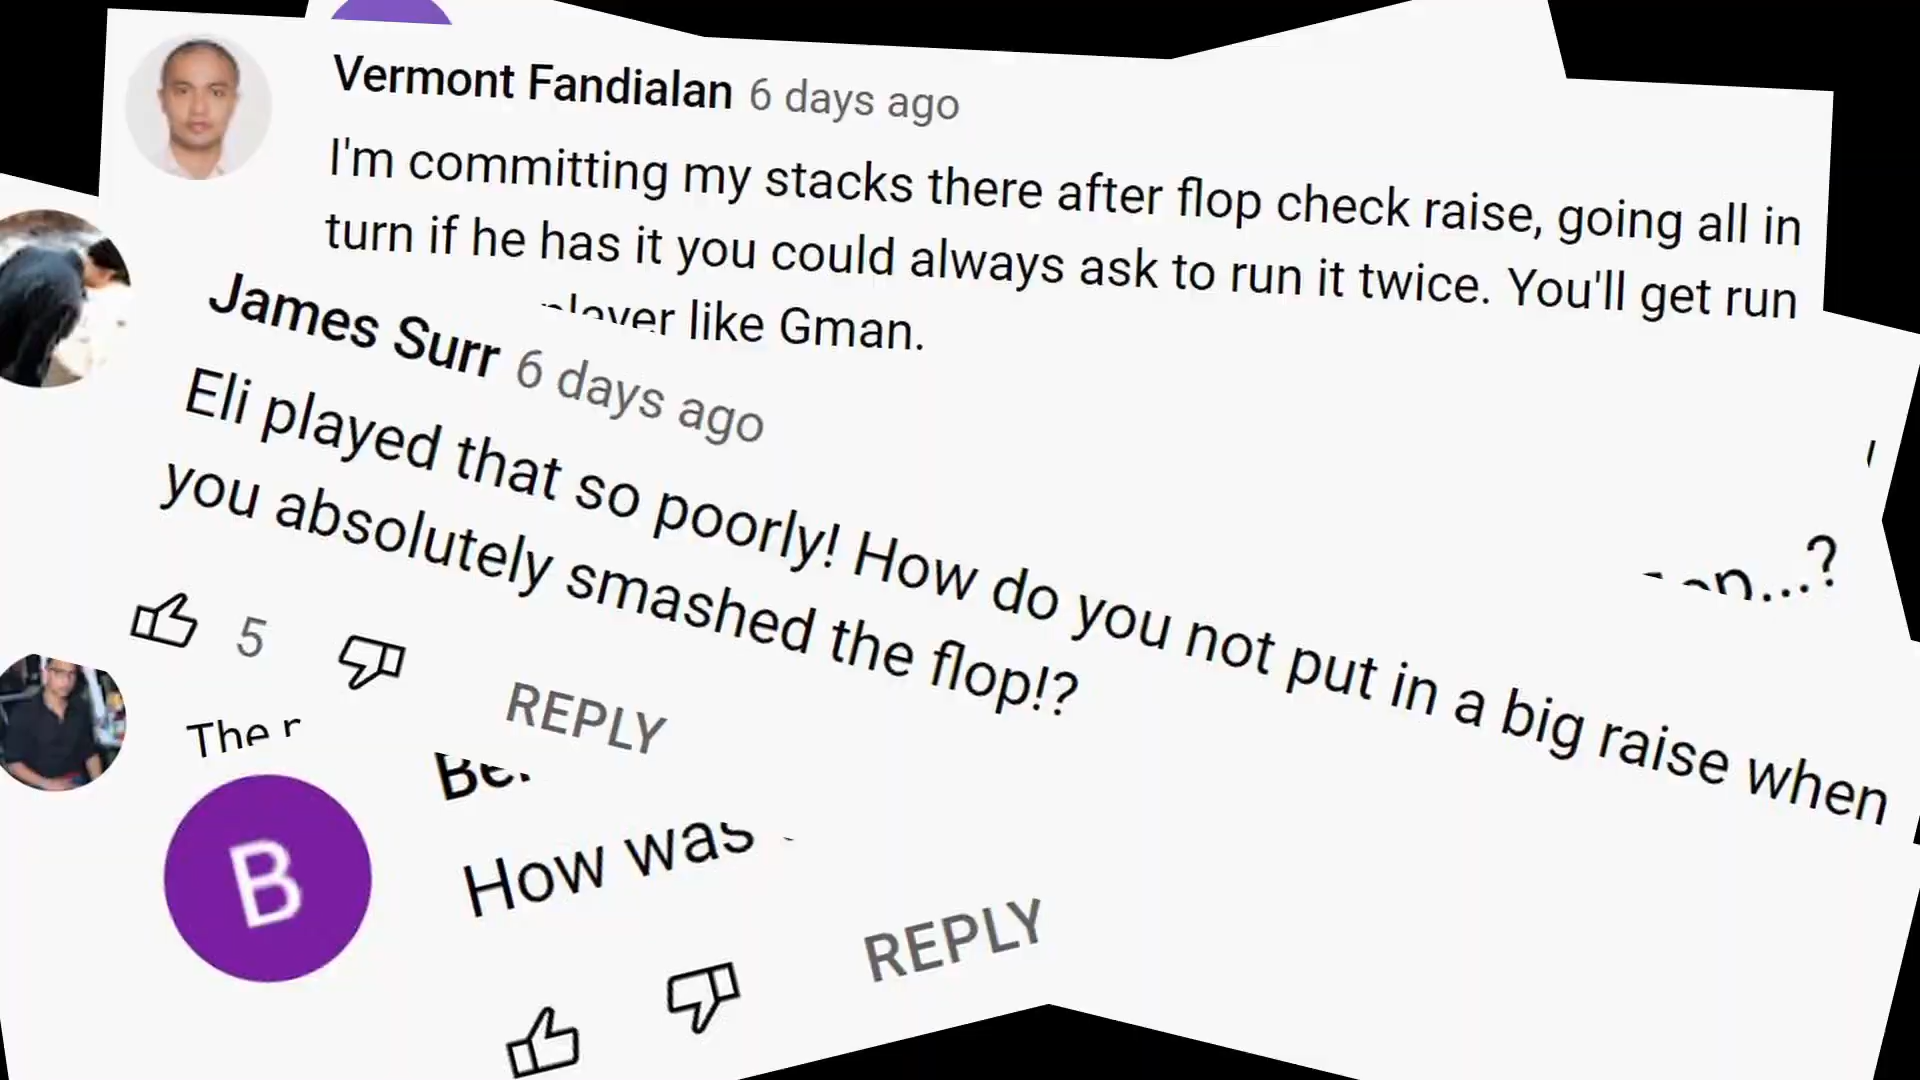 Vermont Fandialan 6 days ago
I'm committing my stacks there after flop check raise, going all in
turn if he has it you could always ask to run it twice. You'll get run
player like Gman.
James Surr 6 days ago
Eli played that so poorly! How do you not put in a big raise when
you absolutely smashed the flop!?
5 REPLY
The r
B
How was
REPLY